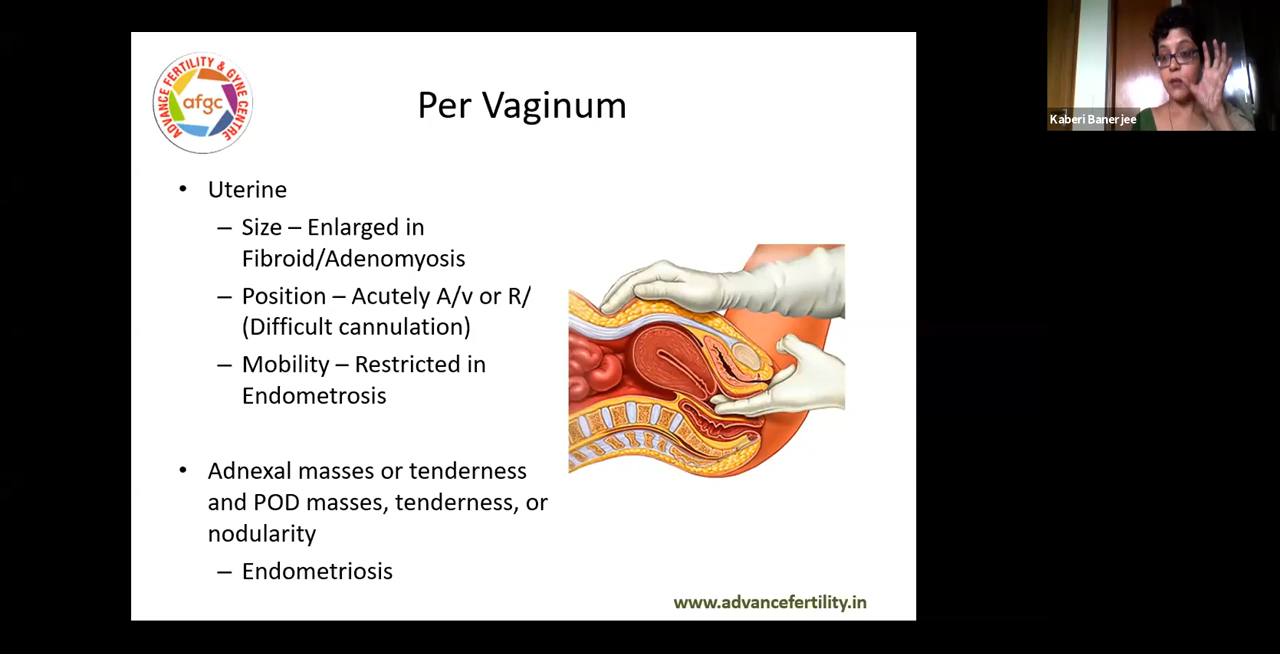 ADVANCE FERTILITY & GYNE CENTRE
afgc
Per Vaginum
Kaberi Banerjee
• Uterine
– Size – Enlarged in
Fibroid/Adenomyosis
– Position – Acutely A/v or R/
(Difficult cannulation)
– Mobility – Restricted in
Endometrosis
• Adnexal masses or tenderness
and POD masses, tenderness, or
nodularity
– Endometriosis
www.advancefertility.in